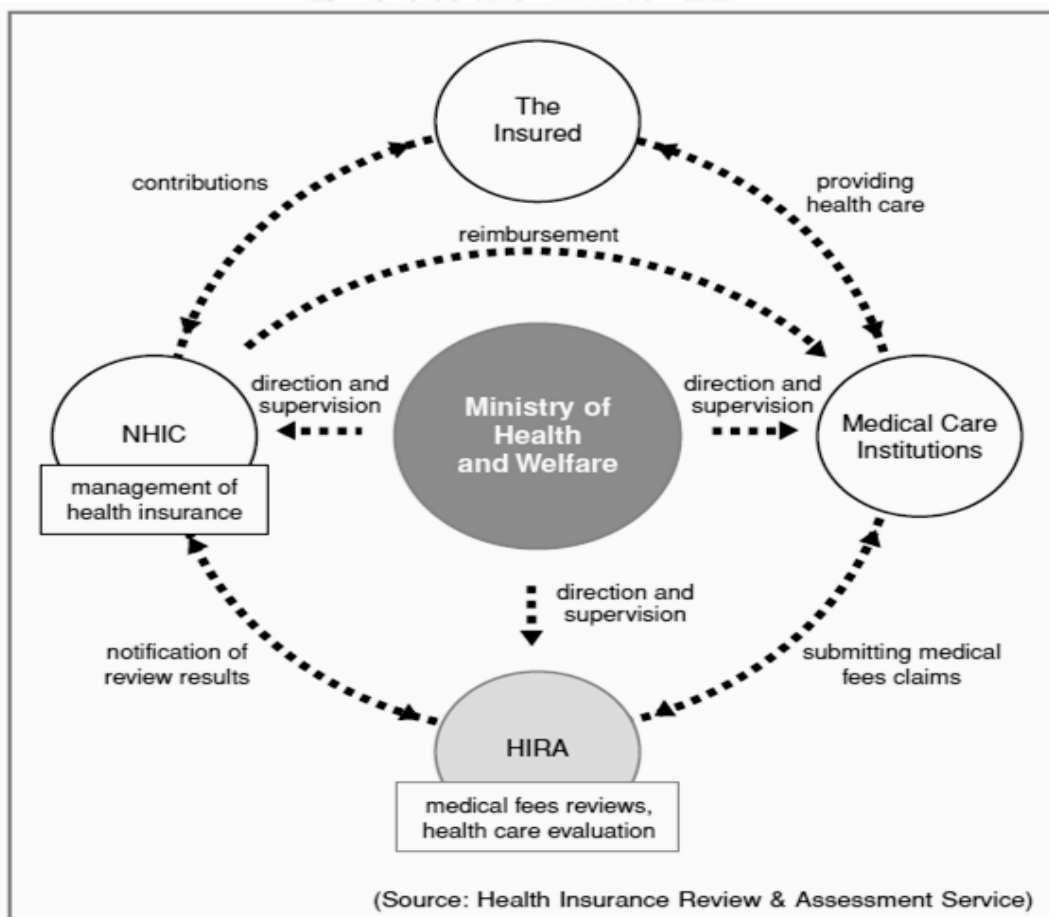 The
Insured
contributions
providing
health care
reimbursement
direction and
supervision
direction and
supervision
NHIC
management of
health insurance
Ministry of
Health
and Welfare
Medical Care
Institutions
direction and
supervision
notification of
review results
submitting medical
fees claims
HIRA
medical fees reviews,
health care evaluation
(Source: Health Insurance Review & Assessment Service)